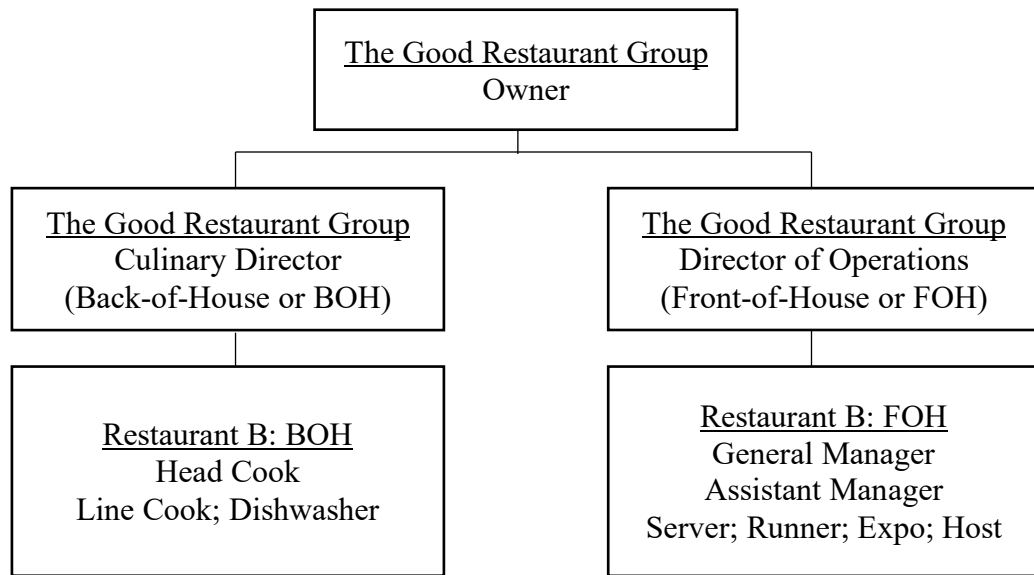 The Good Restaurant Group
Owner
The Good Restaurant Group
Culinary Director
(Back-of-House or BOH)
The Good Restaurant Group
Director of Operations
(Front-of-House or FOH)
Restaurant B: BOH
Head Cook
Line Cook; Dishwasher
Restaurant B: FOH
General Manager
Assistant Manager
Server; Runner; Expo; Host